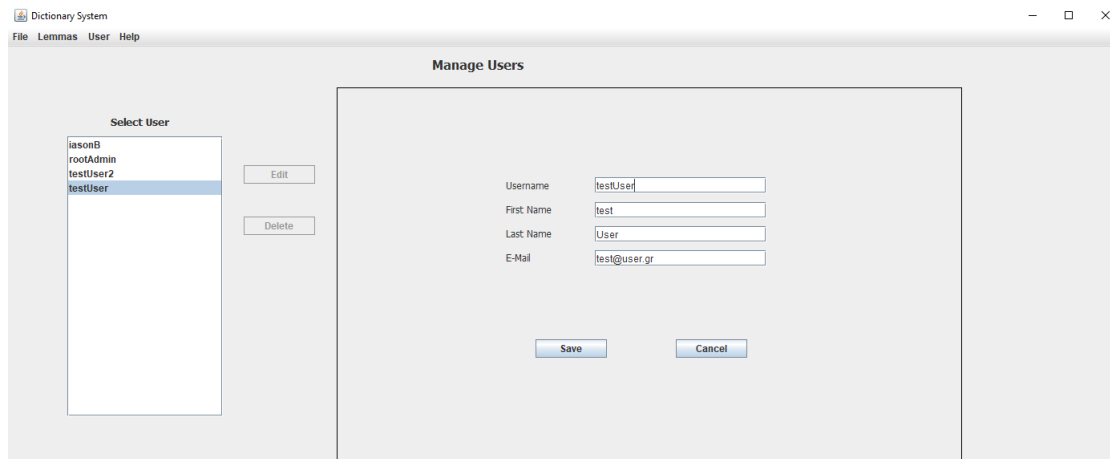 Dictionary System
File Lemmas User Help
Manage Users
Select User
iasonB
rootAdmin
testUser2
testUser
Edit
Delete
Username testUser
First Name test
Last Name User
E-Mail test@user.gr
Save Cancel